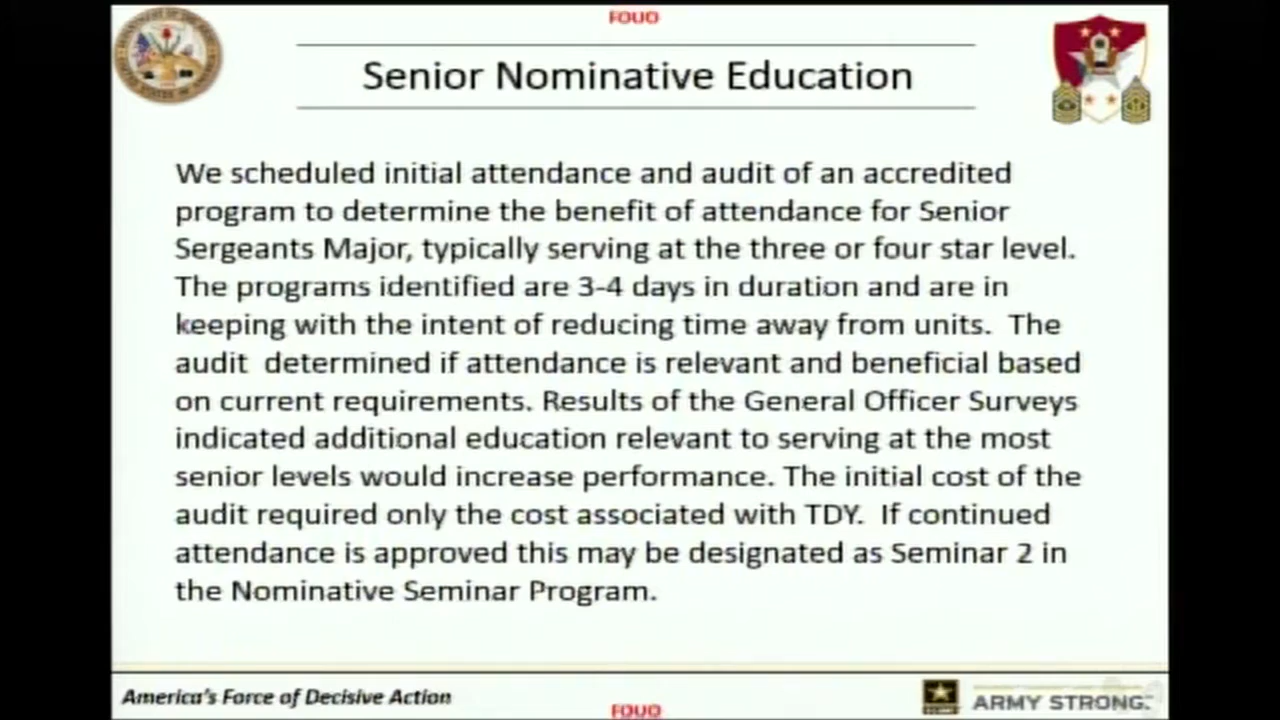 FOUO
Senior Nominative Education
We scheduled initial attendance and audit of an accredited
program to determine the benefit of attendance for Senior
Sergeants Major, typically serving at the three or four star level.
The programs identified are 3-4 days in duration and are in
keeping with the intent of reducing time away from units.  The
audit  determined if attendance is relevant and beneficial based
on current requirements. Results of the General Officer Surveys
indicated additional education relevant to serving at the most
senior levels would increase performance. The initial cost of the
audit required only the cost associated with TDY.  If continued
attendance is approved this may be designated as Seminar 2 in
the Nominative Seminar Program.
America's Force of Decisive Action
FOUO
ARMY STRONG.